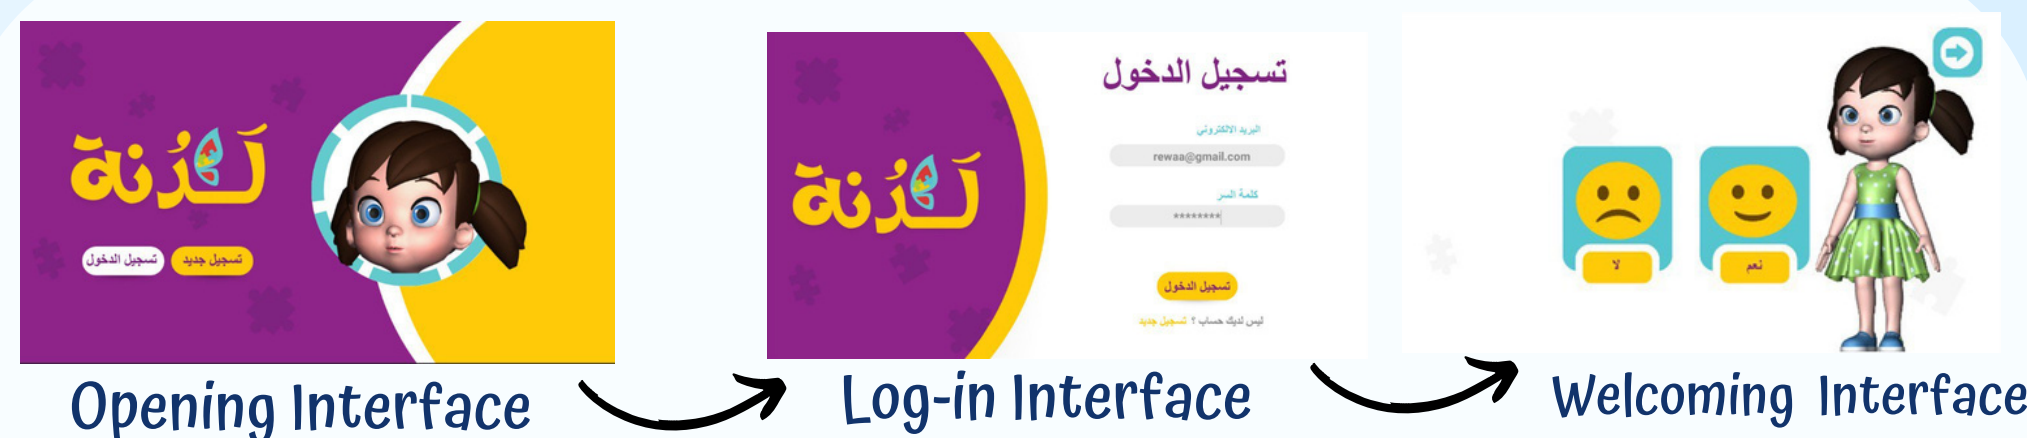 لَدُنة
تسجيل جديد
تسجيل الدخول
Opening Interface
تسجيل الدخول
البريد الالكتروني
rewaa@gmail.com
كلمة السر
********
تسجيل الدخول
ليس لديك حساب ؟ تسجيل جديد
لَدُنة
Log-in Interface
نعم
لا
Welcoming Interface